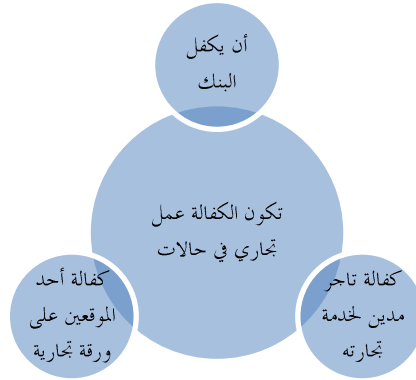 أن يكفل
البنك
تكون الكفالة عمل
تجاري في حالات
كفالة تاجر
مدين لخدمة
تجارته
كفالة أحد
الموقعين على
ورقة تجارية